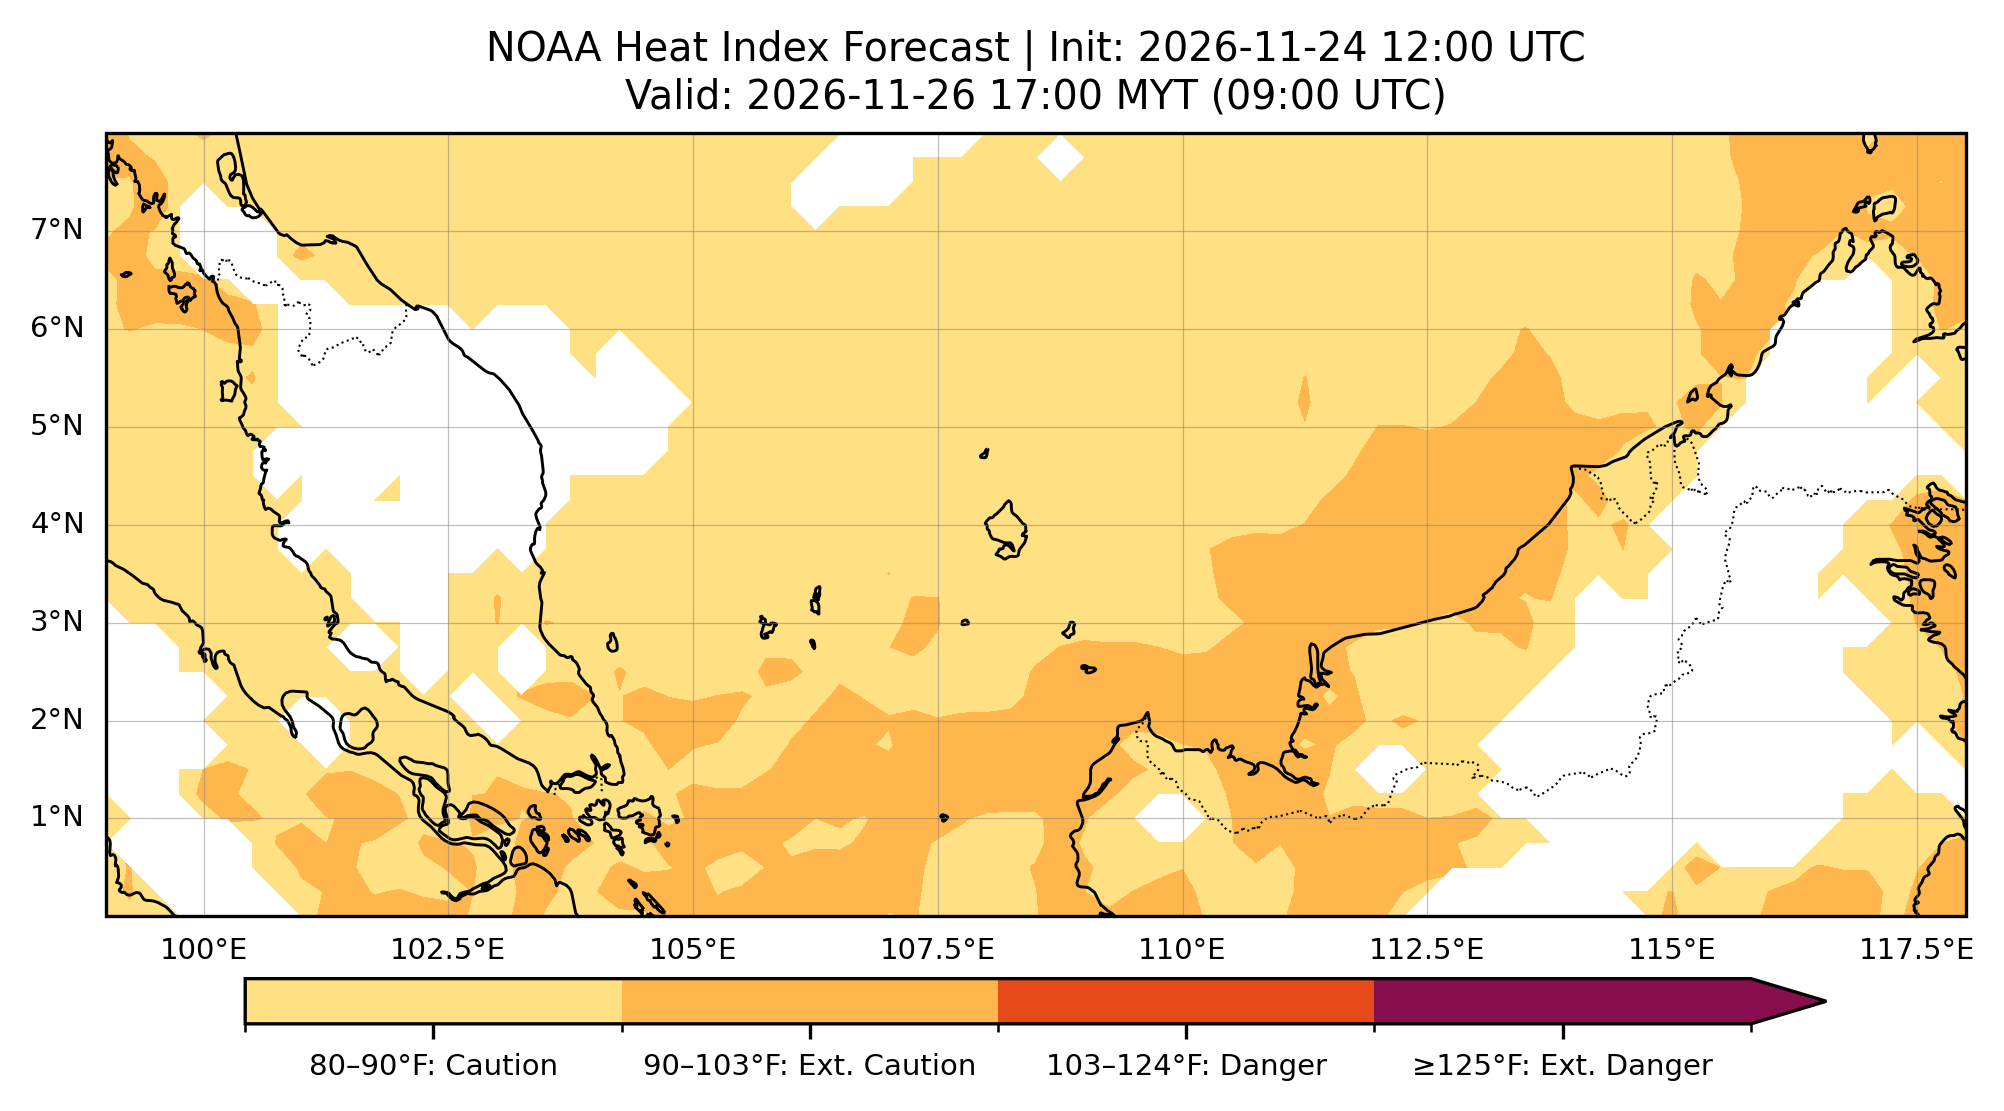 NOAA Heat Index Forecast | Init: 2026-11-24 12:00 UTC
Valid: 2026-11-26 17:00 MYT (09:00 UTC)
7°N
6°N
5°N
4°N
3°N
2°N
1°N
100°E 102.5°E 105°E 107.5°E 110°E 112.5°E 115°E 117.5°E
80–90°F: Caution 90–103°F: Ext. Caution 103–124°F: Danger ≥125°F: Ext. Danger